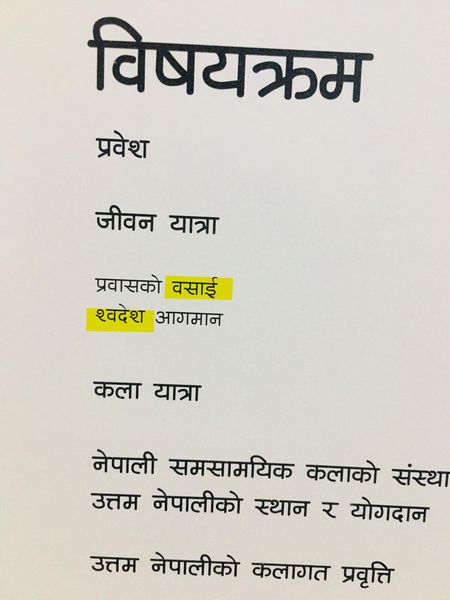 विषयक्रम
प्रवेश
जीवन यात्रा
प्रवासको वसाई
श्वदेश आगमान
कला यात्रा
नेपाली समसामयिक कलाको संस्था
उत्तम नेपालीको स्थान र योगदान
उत्तम नेपालीको कलागत प्रवृत्ति